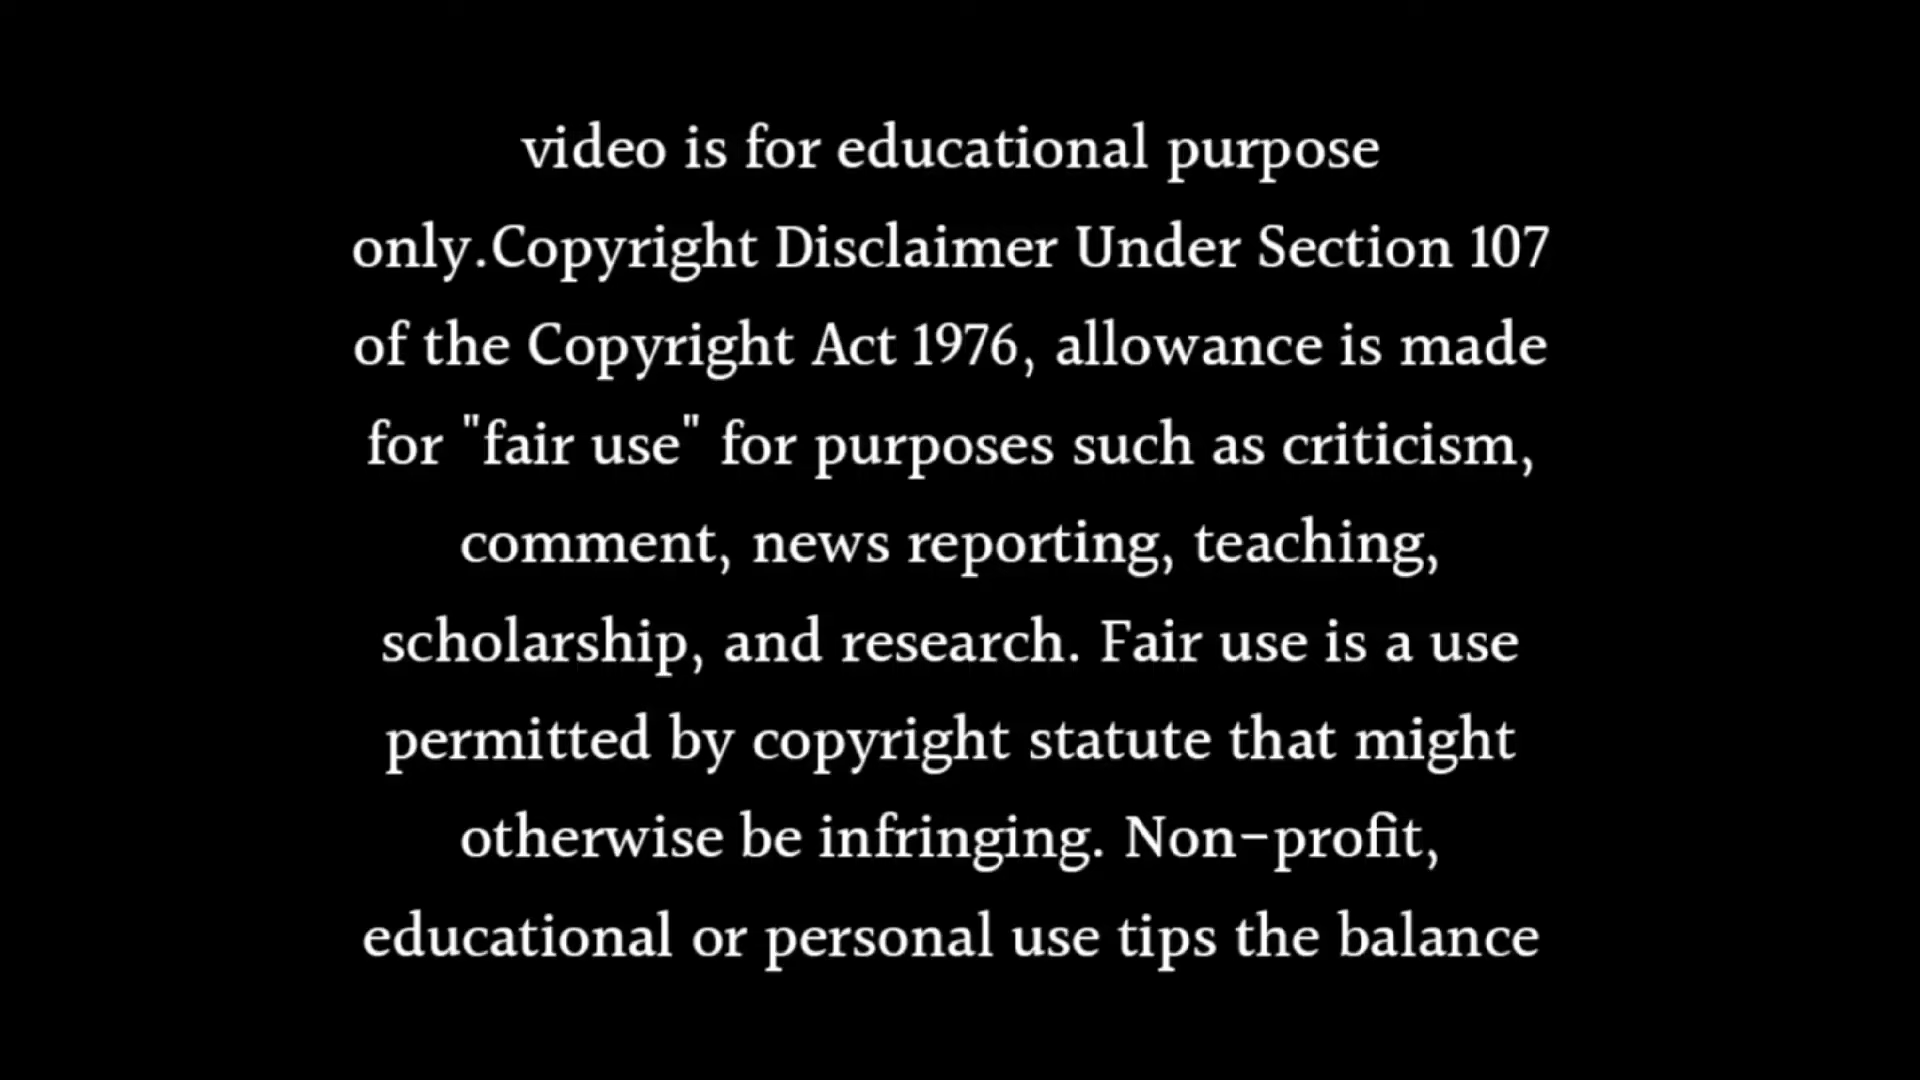 video is for educational purpose
only.Copyright Disclaimer Under Section 107
of the Copyright Act 1976, allowance is made
for "fair use" for purposes such as criticism,
comment, news reporting, teaching,
scholarship, and research. Fair use is a use
permitted by copyright statute that might
otherwise be infringing. Non-profit,
educational or personal use tips the balance